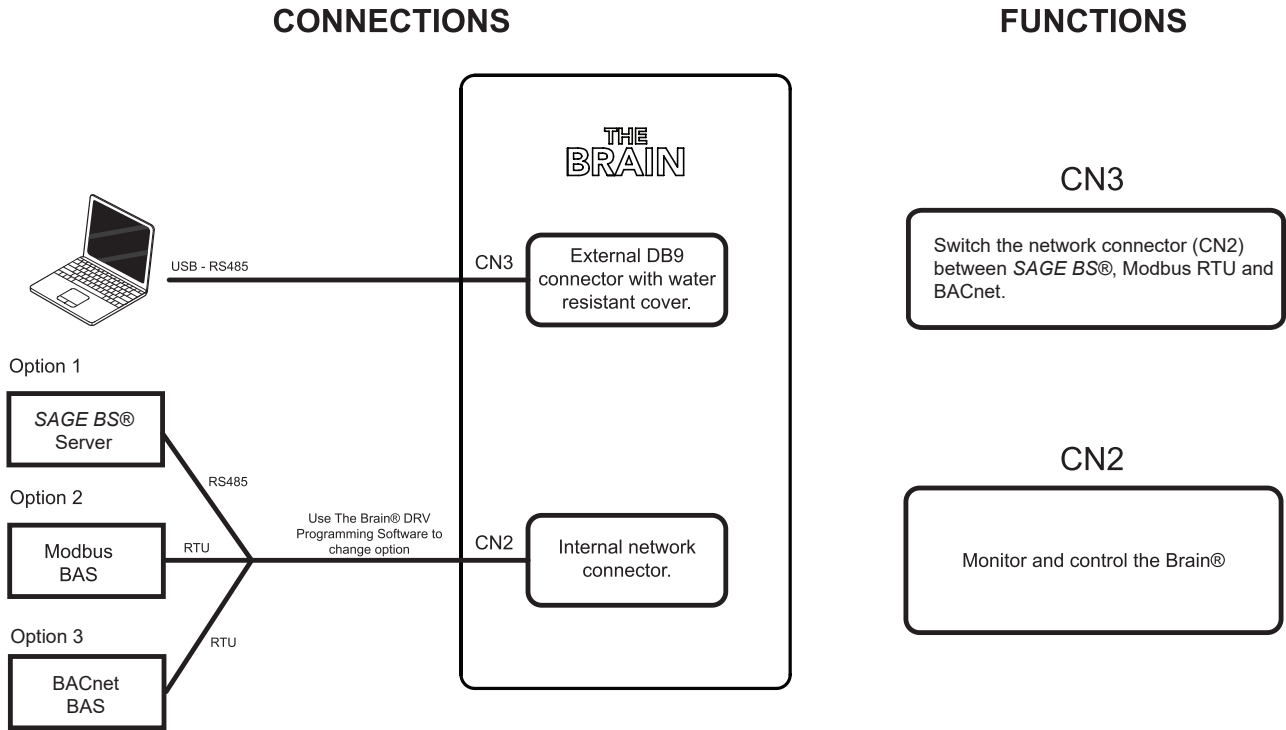 CONNECTIONS
FUNCTIONS
THE
BRAIN
USB - RS485
CN3
External DB9
connector with water
resistant cover.
CN3
Switch the network connector (CN2)
between SAGE BS®, Modbus RTU and
BACnet.
Option 1
SAGE BS®
Server
RS485
Option 2
Modbus
BAS
RTU
Option 3
BACnet
BAS
RTU
Use The Brain® DRV
Programming Software to
change option
CN2
Internal network
connector.
CN2
Monitor and control the Brain®